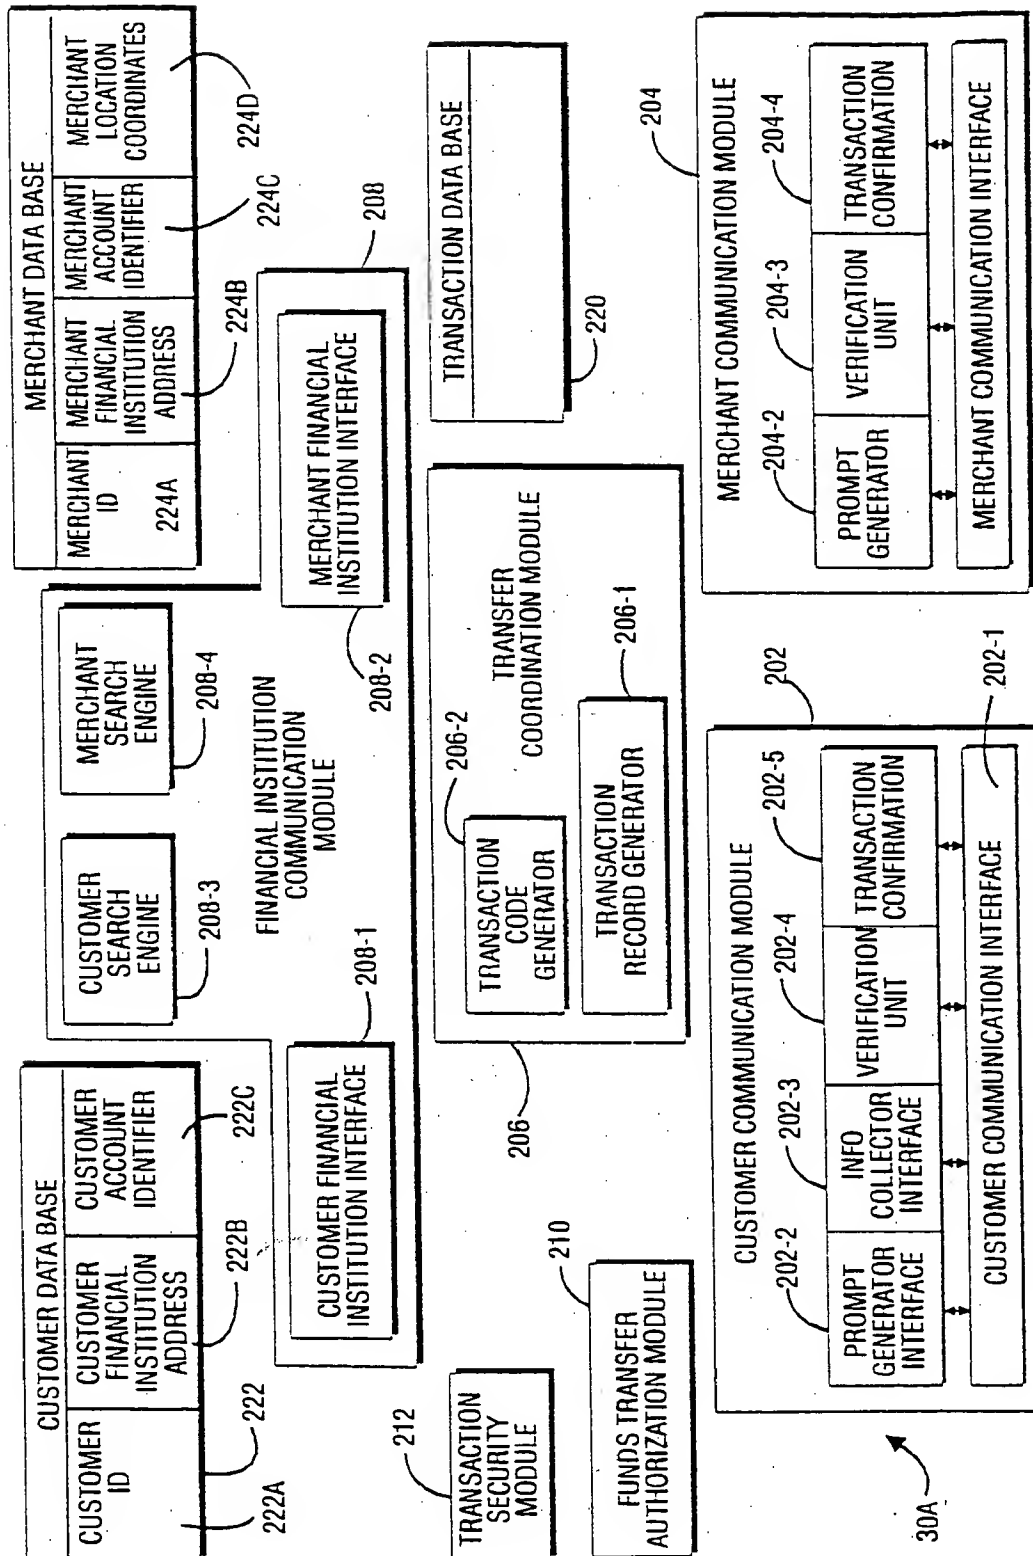 CUSTOMER DATA BASE
CUSTOMER
ID
CUSTOMER
FINANCIAL
INSTITUTION
ADDRESS
CUSTOMER
ACCOUNT
IDENTIFIER
222A
222
222B
222C
CUSTOMER
SEARCH
ENGINE
208-3
MERCHANT
SEARCH
ENGINE
208-4
MERCHANT DATA BASE
MERCHANT
ID
224A
MERCHANT
FINANCIAL
INSTITUTION
ADDRESS
MERCHANT
ACCOUNT
IDENTIFIER
MERCHANT
LOCATION
COORDINATES
224B
224C
224D
FINANCIAL INSTITUTION
COMMUNICATION
MODULE
208-1
CUSTOMER FINANCIAL
INSTITUTION INTERFACE
MERCHANT FINANCIAL
INSTITUTION INTERFACE
208-2
208
212
TRANSACTION
SECURITY
MODULE
210
FUNDS TRANSFER
AUTHORIZATION MODULE
206-2
TRANSACTION
CODE
GENERATOR
TRANSFER
COORDINATION MODULE
206-1
TRANSACTION
RECORD GENERATOR
206
TRANSACTION DATA BASE
220
CUSTOMER COMMUNICATION MODULE
202
202-2
202-3
202-4
202-5
PROMPT
GENERATOR
INTERFACE
INFO
COLLECTOR
INTERFACE
VERIFICATION
UNIT
TRANSACTION
CONFIRMATION
CUSTOMER COMMUNICATION INTERFACE
202-1
MERCHANT COMMUNICATION MODULE
204
204-2
204-3
204-4
PROMPT
GENERATOR
VERIFICATION
UNIT
TRANSACTION
CONFIRMATION
MERCHANT COMMUNICATION INTERFACE
30A